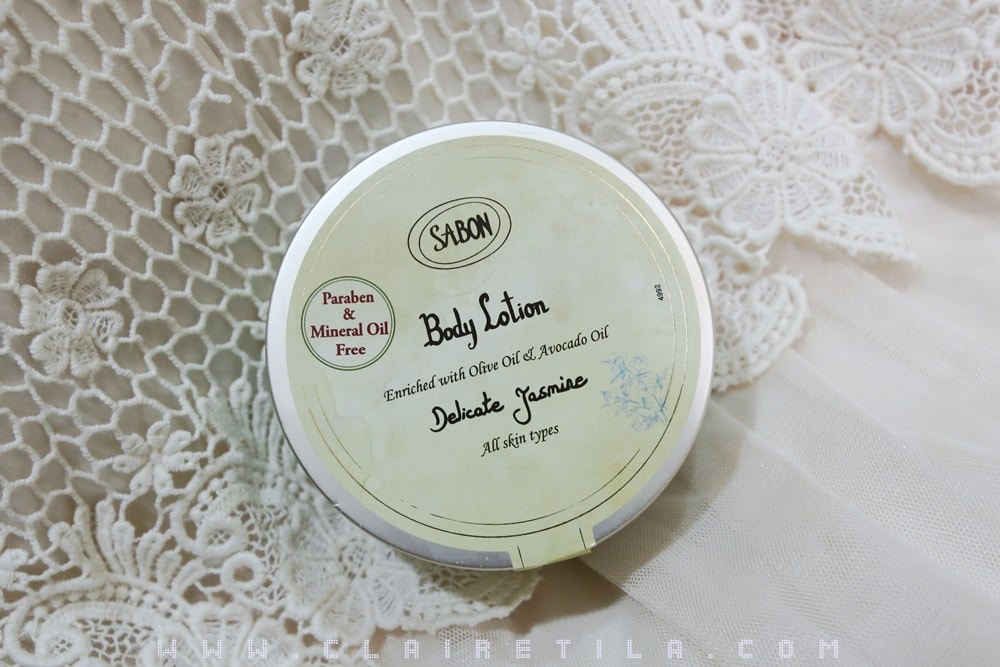 SABON
Paraben
&
Mineral Oil
Free
Body Lotion
Enriched with Olive Oil & Avocado Oil
Delicate Jasmine
All skin types
4992
WWW.CLAIRETILA.COM